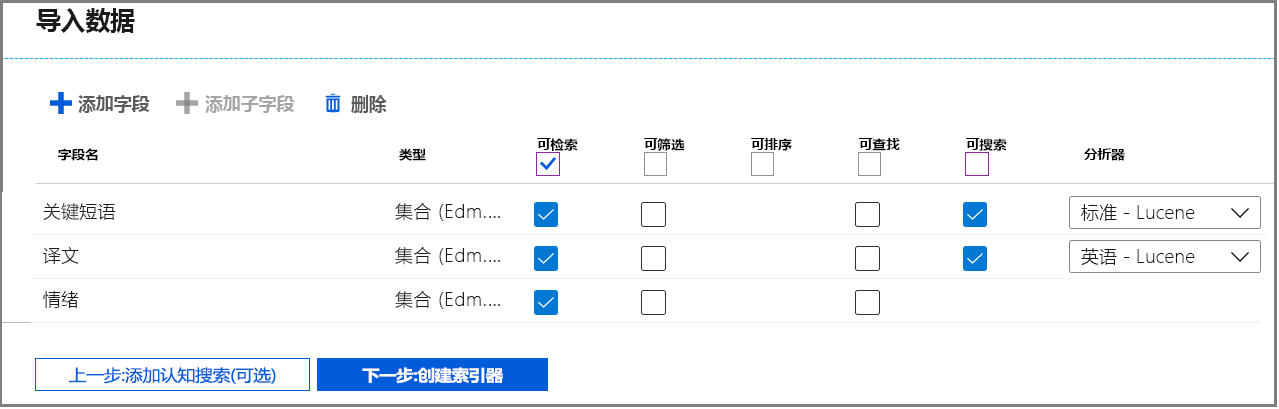 导入数据
添加字段 添加子字段 删除
字段名 类型 可检索 可筛选 可排序 可查找 可搜索 分析器
关键短语 集合 (Edm.... 标准 - Lucene
译文 集合 (Edm.... 英语 - Lucene
情绪 集合 (Edm....
上一步:添加认知搜索(可选) 下一步:创建索引器